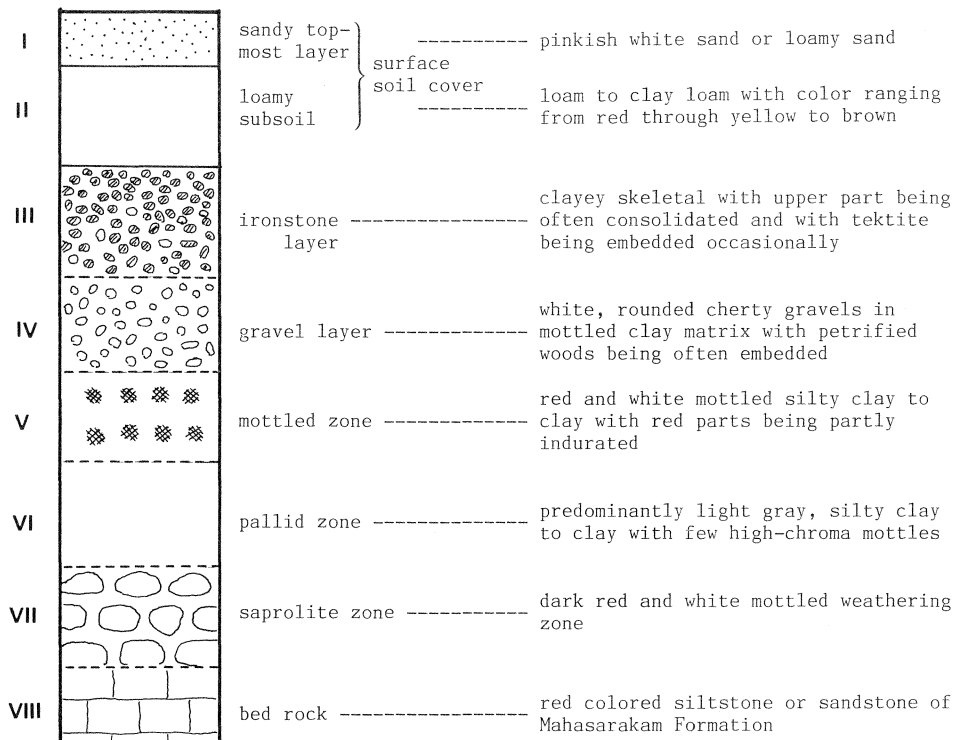 I
sandy top-
most layer
surface
soil cover
pinkish white sand or loamy sand
II
loamy
subsoil
loam to clay loam with color ranging
from red through yellow to brown
III
ironstone
layer
clayey skeletal with upper part being
often consolidated and with tektite
being embedded occasionally
IV
gravel layer
white, rounded cherty gravels in
mottled clay matrix with petrified
woods being often embedded
V
mottled zone
red and white mottled silty clay to
clay with red parts being partly
indurated
VI
pallid zone
predominantly light gray, silty clay
to clay with few high-chroma mottles
VII
saprolite zone
dark red and white mottled weathering
zone
VIII
bed rock
red colored siltstone or sandstone of
Mahasarakam Formation